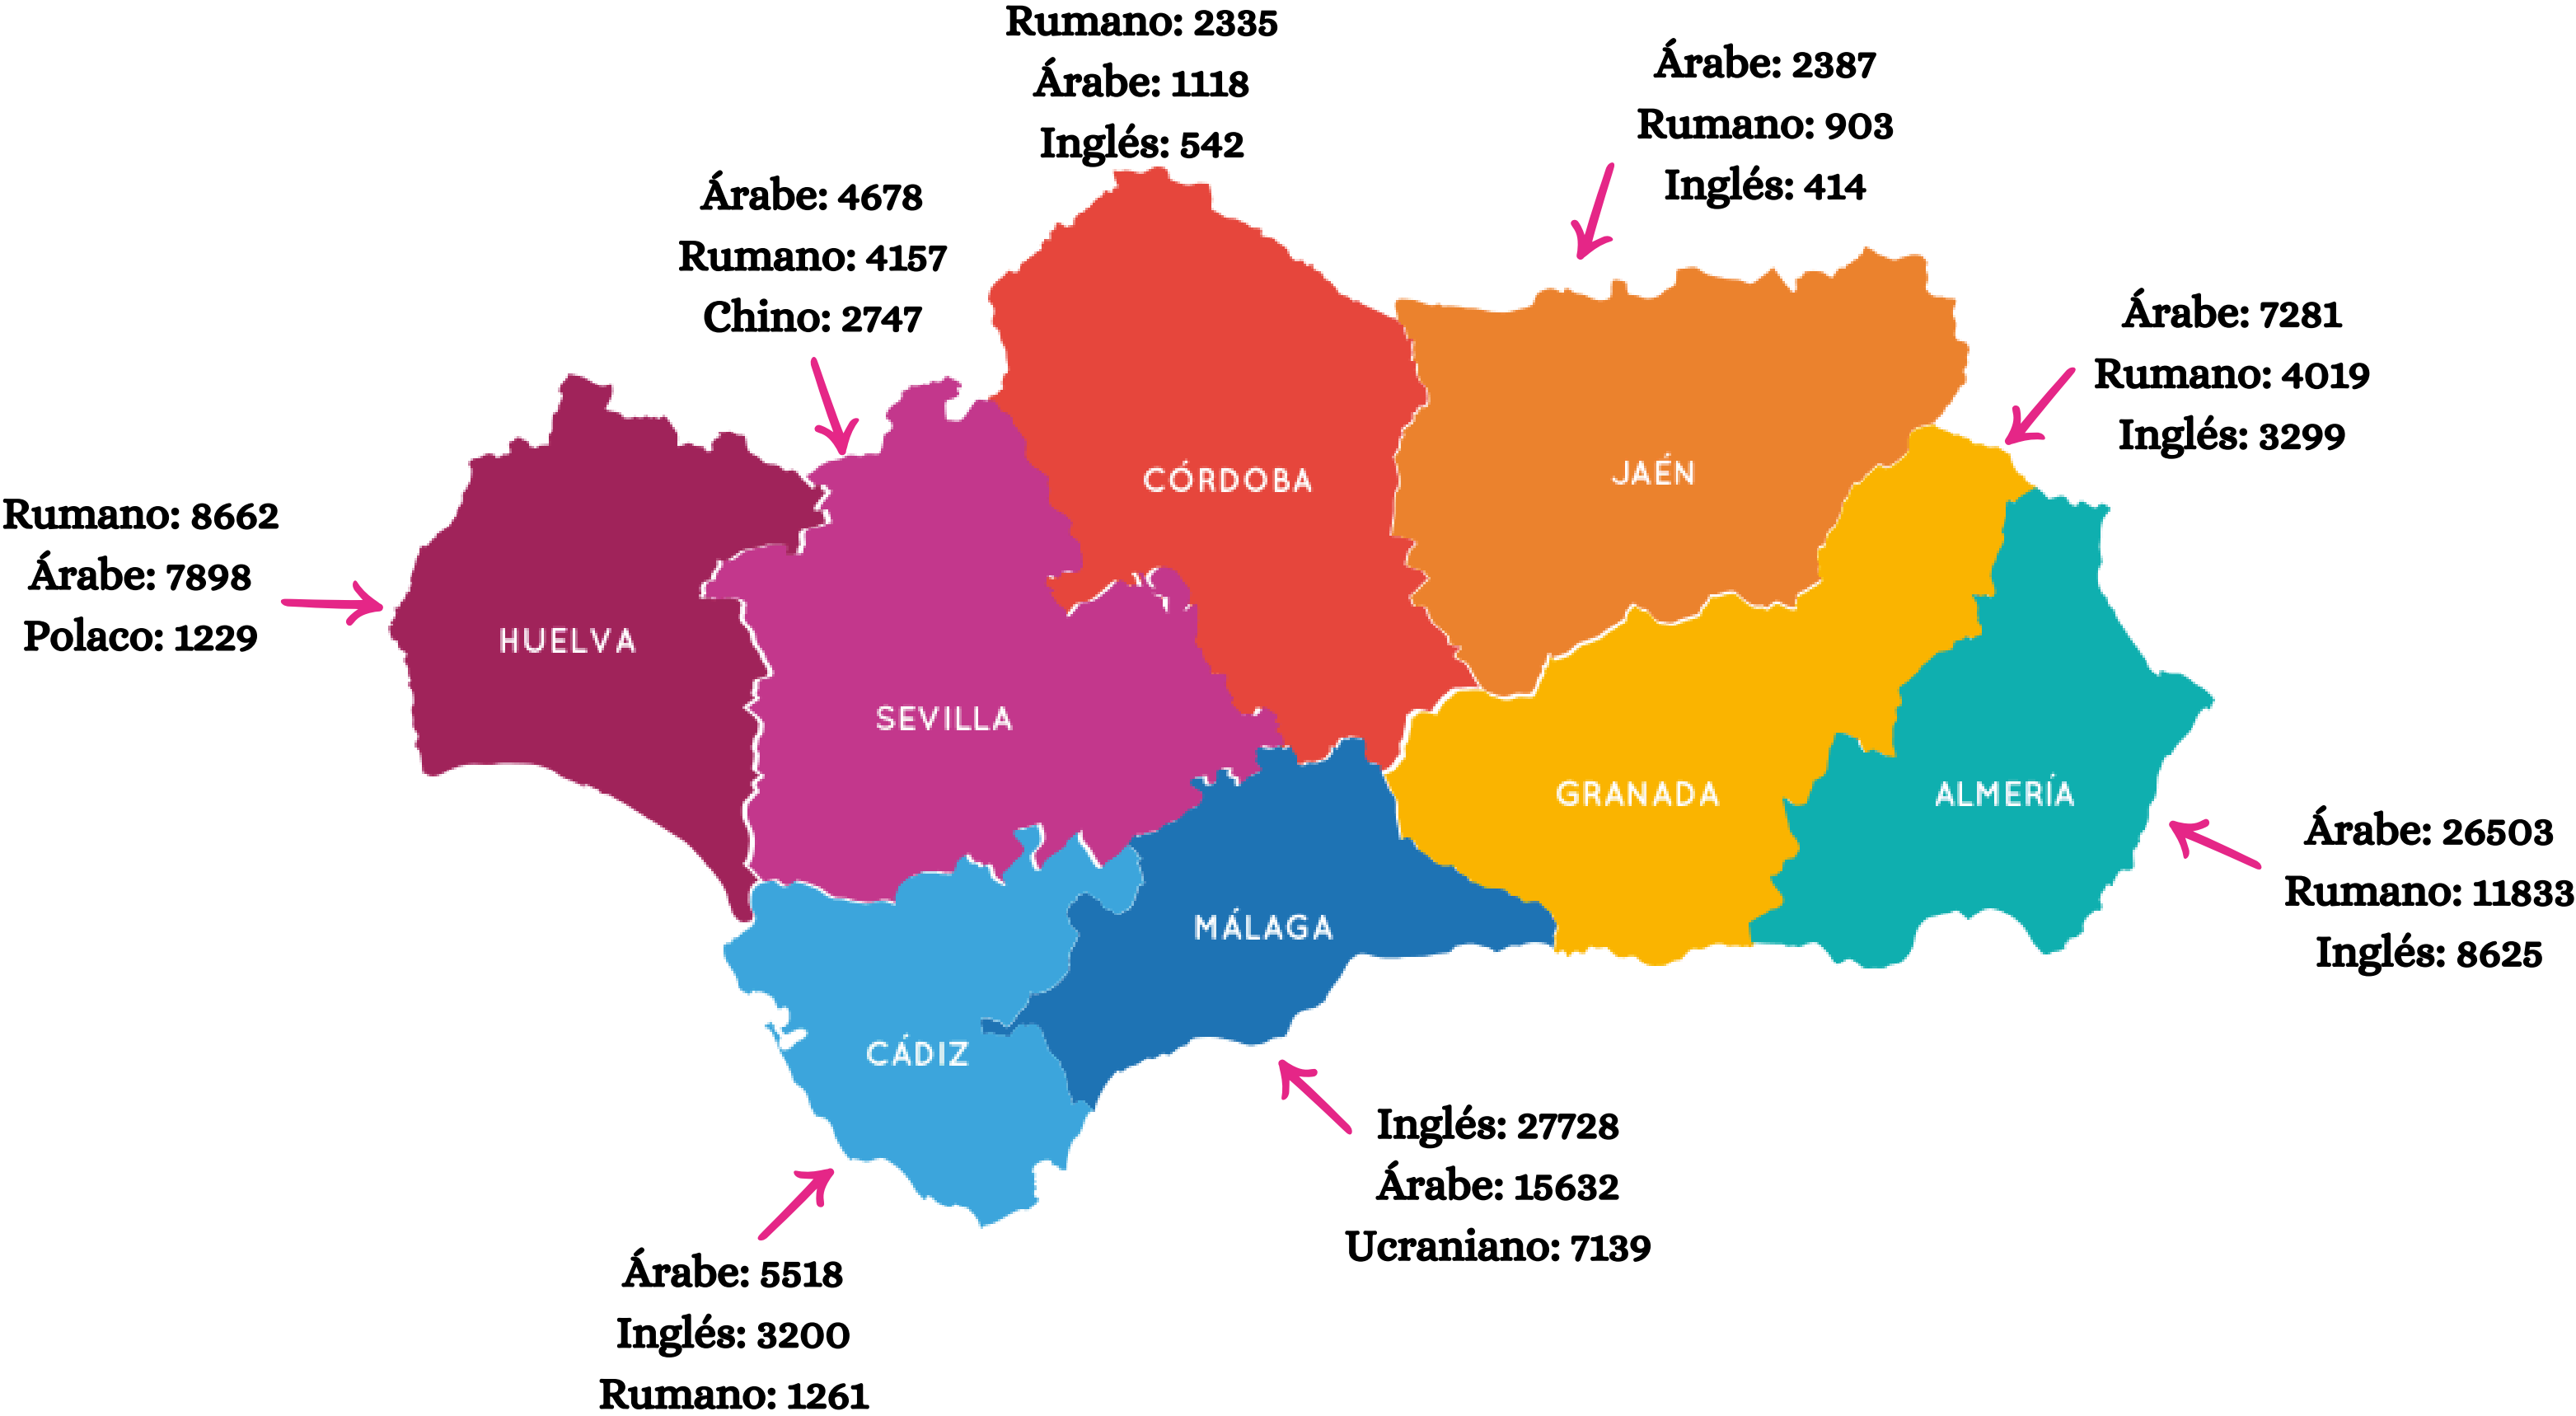 Rumano: 2335
Árabe: 1118
Inglés: 542
Árabe: 2387
Rumano: 903
Inglés: 414
Árabe: 4678
Rumano: 4157
Chino: 2747
Árabe: 7281
Rumano: 4019
Inglés: 3299
Rumano: 8662
Árabe: 7898
Polaco: 1229
CÓRDOBA
JAÉN
HUELVA
SEVILLA
GRANADA
ALMERÍA
MÁLAGA
CÁDIZ
Árabe: 26503
Rumano: 11833
Inglés: 8625
Inglés: 27728
Árabe: 15632
Ucraniano: 7139
Árabe: 5518
Inglés: 3200
Rumano: 1261